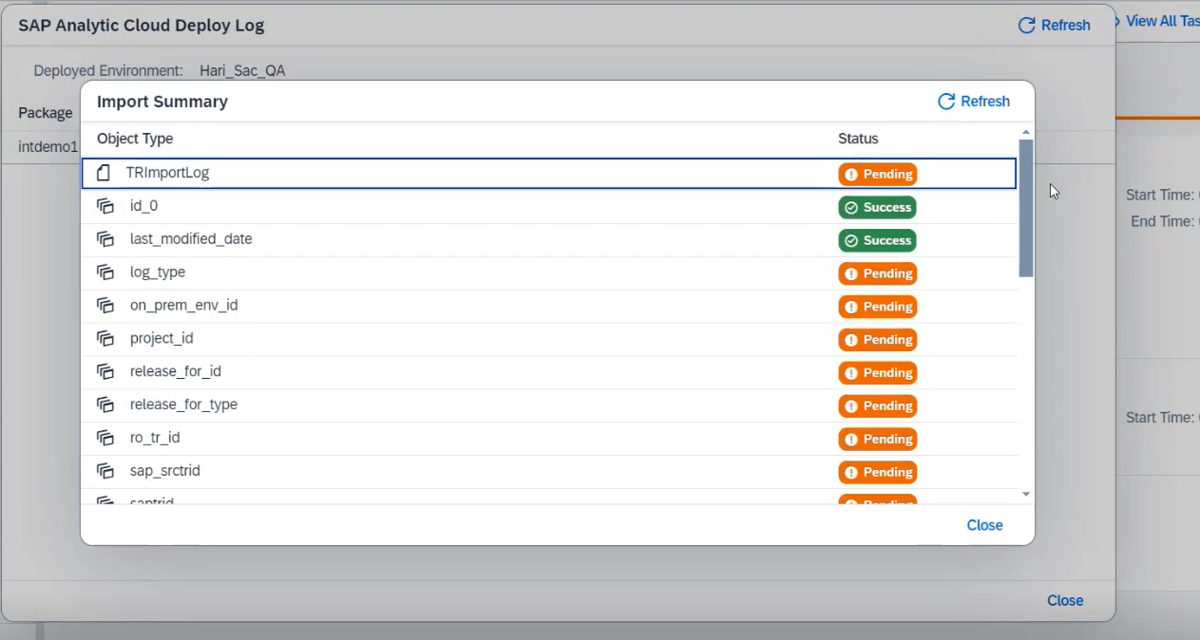 SAP Analytic Cloud Deploy Log
Refresh
View All Tas
Deployed Environment: Hari_Sac_QA
Import Summary
Refresh
Package
Object Type Status
intdemo1
TRImportLog Pending
id_0 Success
Start Time:
last_modified_date Success
End Time:
log_type Pending
on_prem_env_id Pending
project_id Pending
release_for_id Pending
release_for_type Pending
Start Time:
ro_tr_id Pending
sap_srctrid Pending
saptrid Pending
Close
Close